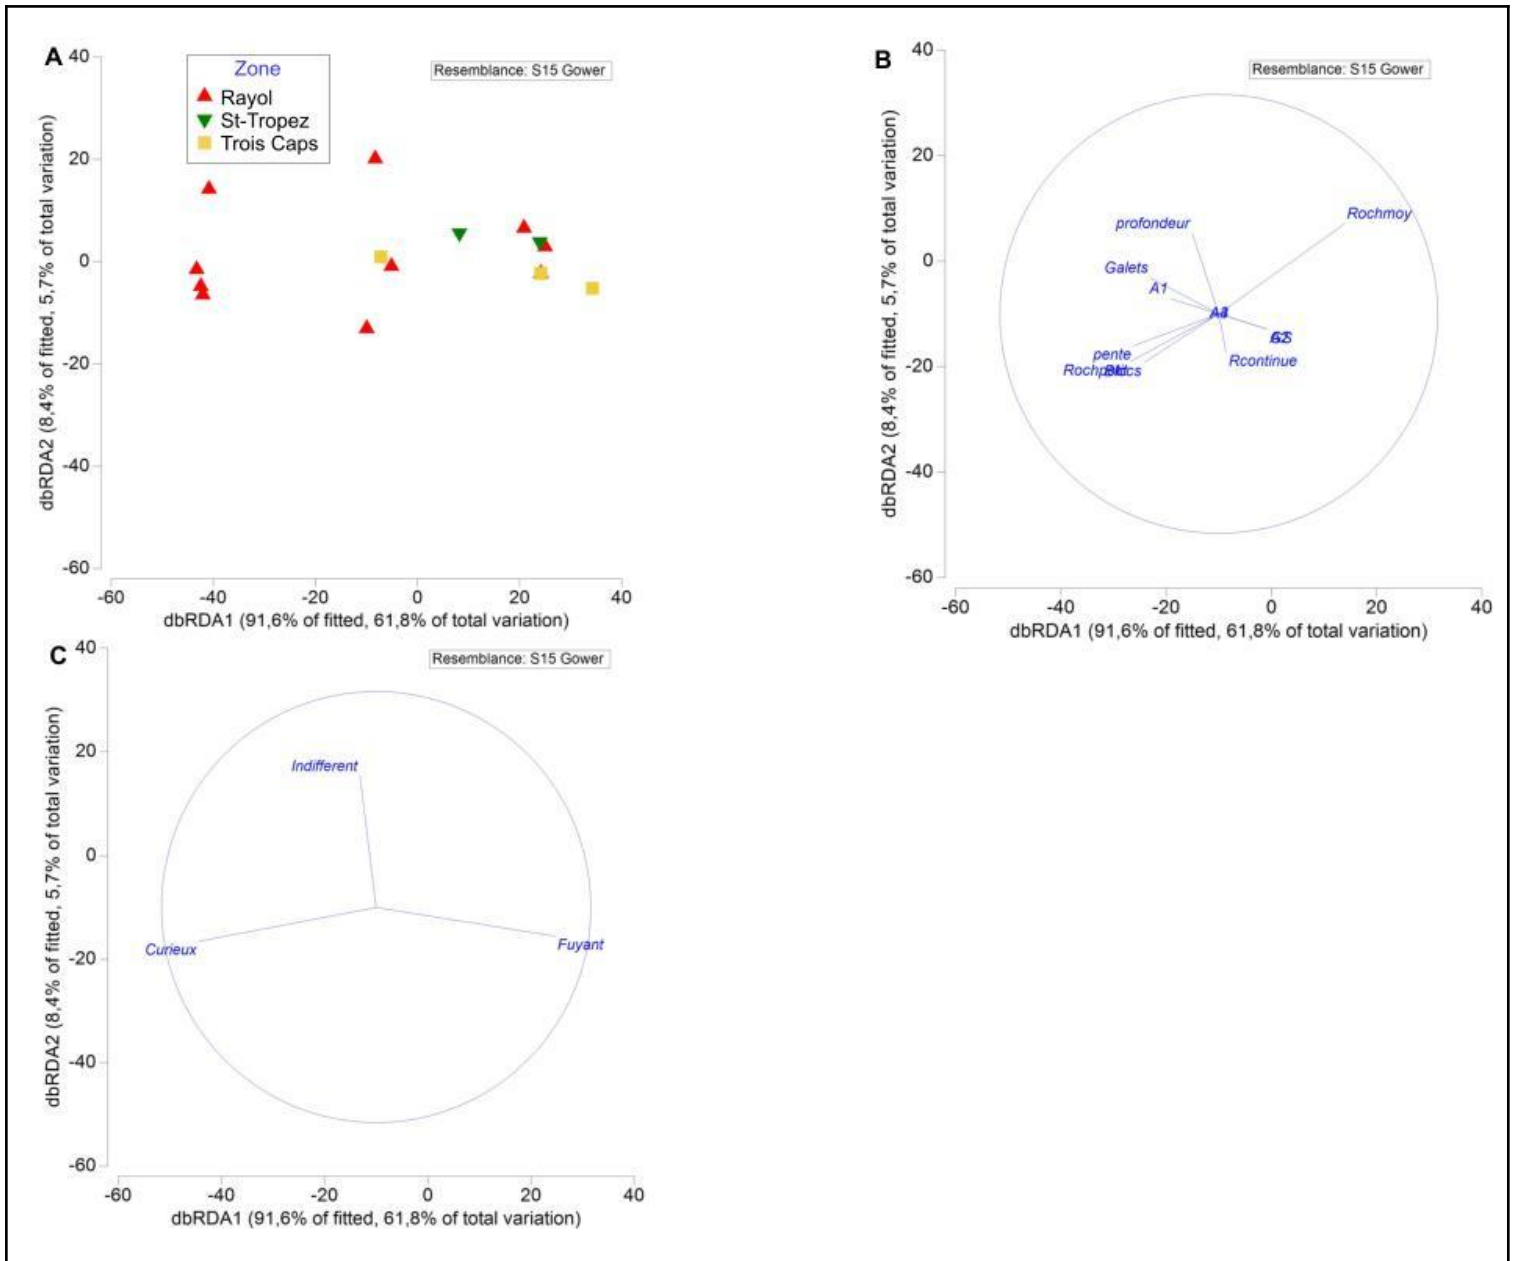 A
40
20
0
-20
-40
-60
-60
-40
-20
0
20
40
Zone
Rayol
St-Tropez
Trois Caps
Resemblance: S15 Gower
dbRDA2 (8,4% of fitted, 5,7% of total variation)
dbRDA1 (91,6% of fitted, 61,8% of total variation)
B
40
20
0
-20
-40
-60
-60
-40
-20
0
20
40
Resemblance: S15 Gower
Rochmoy
profondeur
Galets
A1
pente
Rcontinue
dbRDA2 (8,4% of fitted, 5,7% of total variation)
dbRDA1 (91,6% of fitted, 61,8% of total variation)
C
40
20
0
-20
-40
-60
-60
-40
-20
0
20
40
Resemblance: S15 Gower
Indifferent
Curieux
Fuyant
dbRDA2 (8,4% of fitted, 5,7% of total variation)
dbRDA1 (91,6% of fitted, 61,8% of total variation)